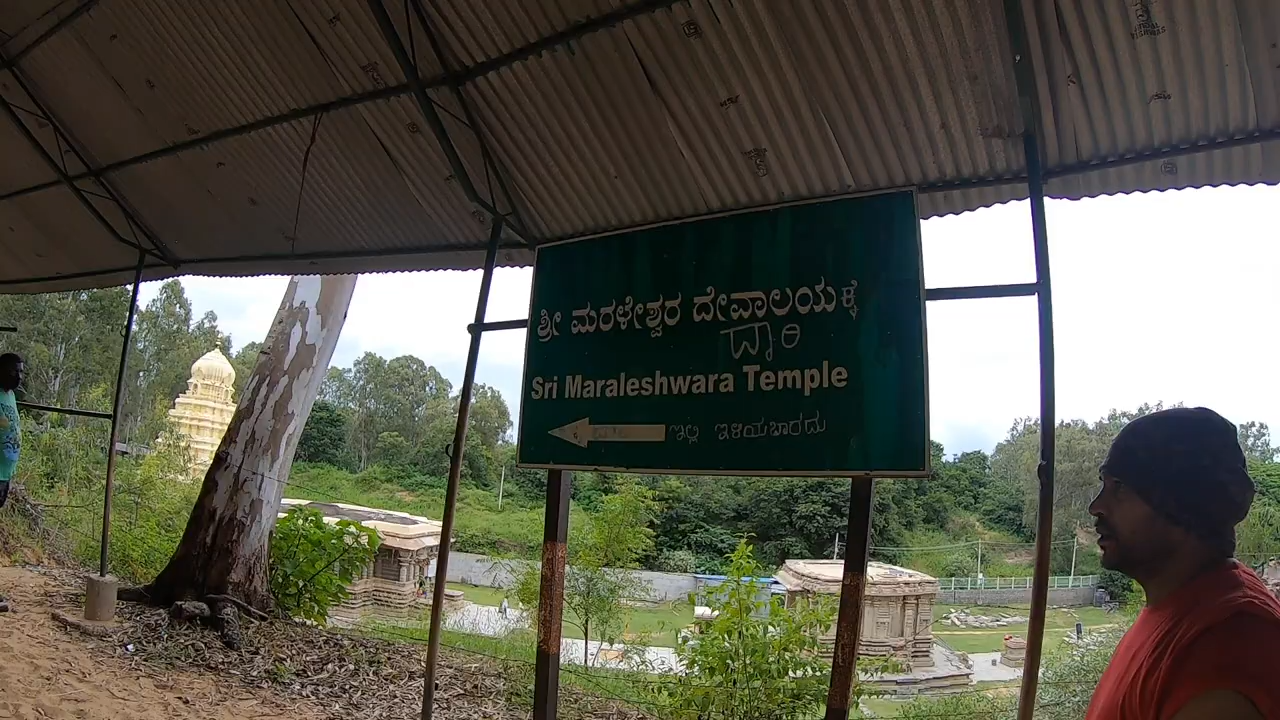 ಶ್ರೀ ಮರಳೇಶ್ವರ ದೇವಾಲಯಕ್ಕೆ
ದ್ವಾರಿ
Sri Maraleshwara Temple
ಇಲ್ಲಿ ಇಳಿಯಬಾರದು